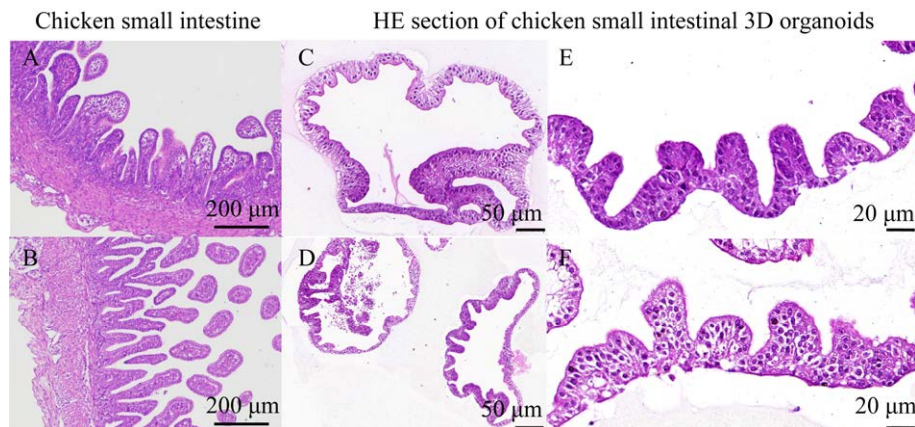 Chicken small intestine
HE section of chicken small intestinal 3D organoids
A
200 μm
C
50 μm
E
20 μm
B
200 μm
D
50 μm
F
20 μm